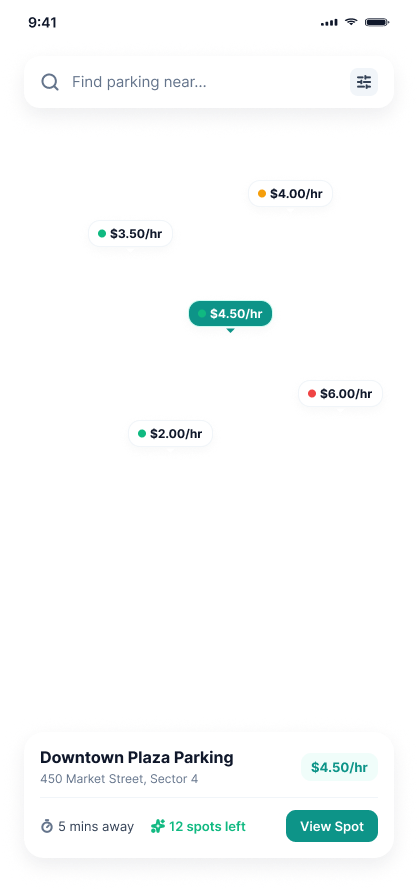 9:41
Find parking near...
$4.00/hr
$3.50/hr
$4.50/hr
$6.00/hr
$2.00/hr
Downtown Plaza Parking
$4.50/hr
450 Market Street, Sector 4
5 mins away
12 spots left
View Spot